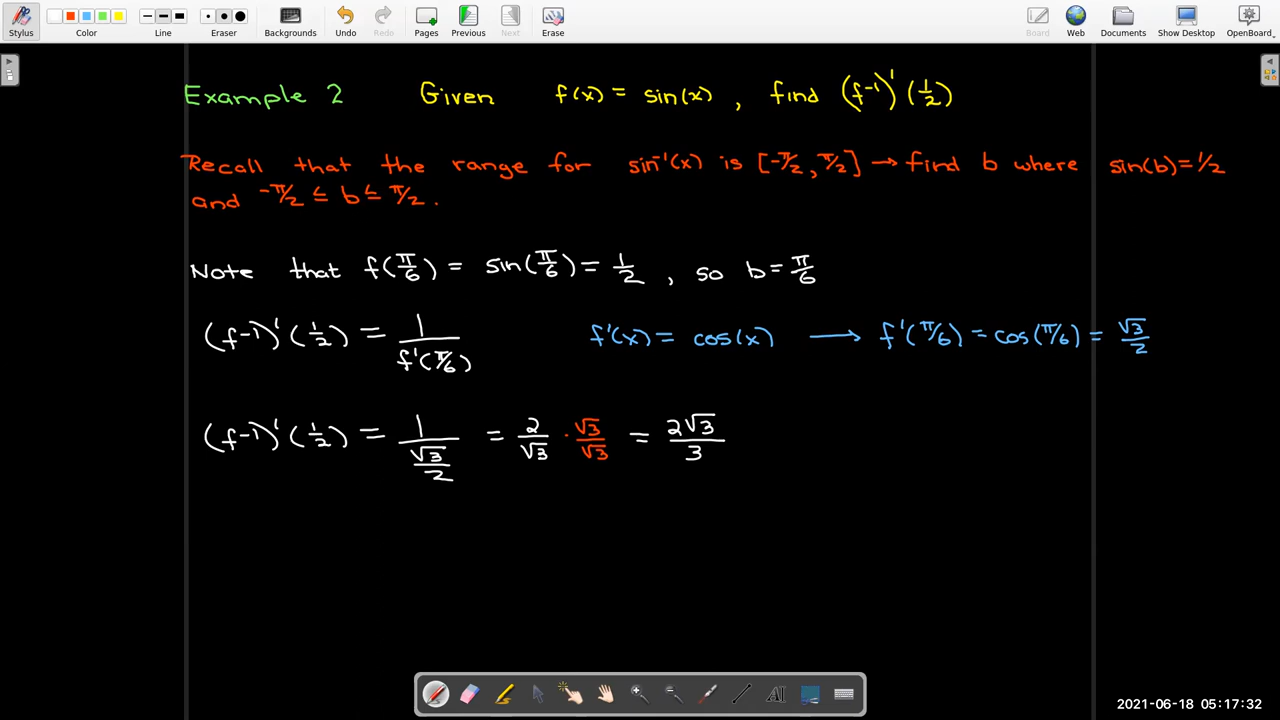 Stylus Color Line Eraser Backgrounds Undo Redo Pages Previous Next Erase Board Web Documents Show Desktop OpenBoard
Example 2 Given f(x) = sin(x) , find (f-1)' (1/2)
Recall that the range for sin⁻¹(x) is [-π/2, π/2] → find b where sin(b)=1/2
and -π/2 ≤ b ≤ π/2.
Note that f(π/6) = sin(π/6) = 1/2 , so b = π/6
(f-1)' (1/2) = 1/f'(π/6) f'(x) = cos(x) → f'(π/6) = cos(π/6) = √3/2
(f-1)' (1/2) = 1/(√3/2) = 2/√3 · √3/√3 = 2√3/3
AI
2021-06-18 05:17:32